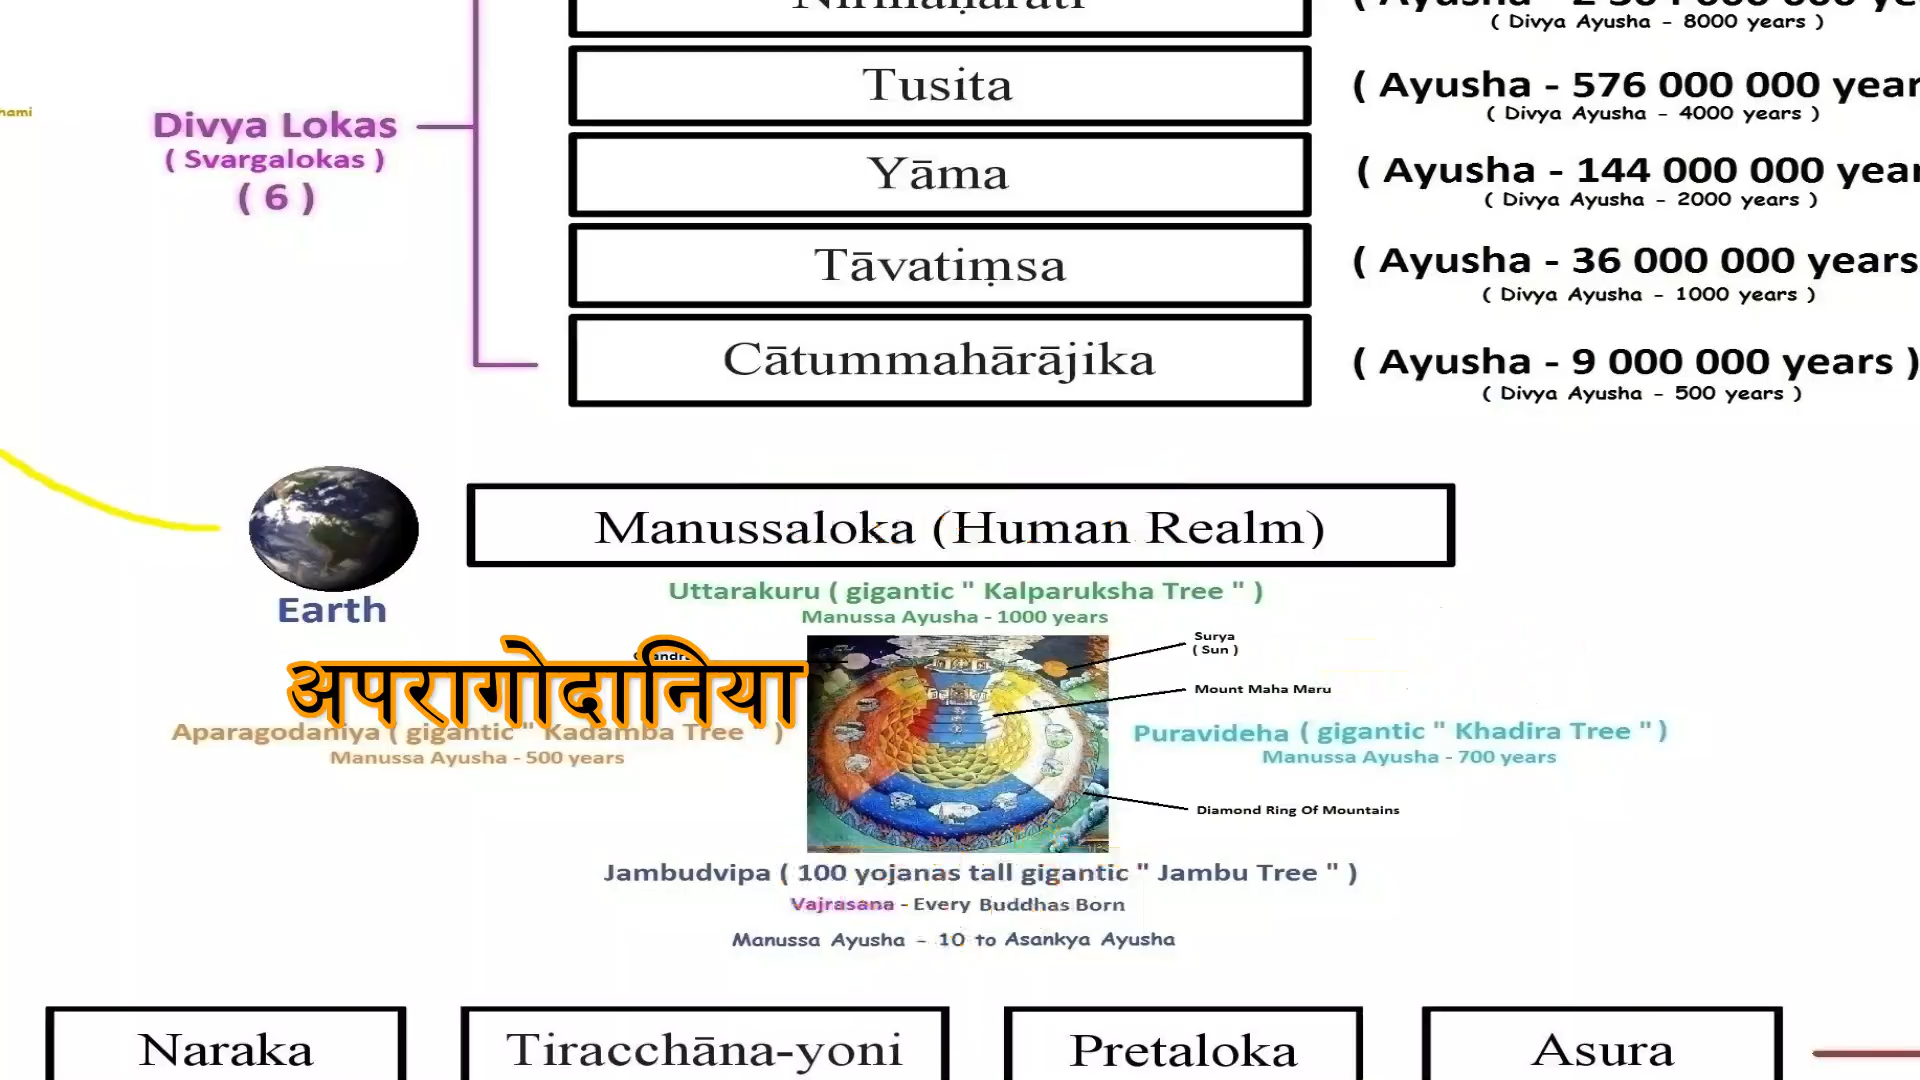 Nirmāṇarati
( Divya Ayusha - 8000 years )
Tusita
( Ayusha - 576 000 000 year
( Divya Ayusha - 4000 years )
Divya Lokas
( Svargalokas )
( 6 )
Yāma
( Ayusha - 144 000 000 year
( Divya Ayusha - 2000 years )
Tāvatiṃsa
( Ayusha - 36 000 000 years
( Divya Ayusha - 1000 years )
Cātummahārājika
( Ayusha - 9 000 000 years )
( Divya Ayusha - 500 years )
Manussaloka (Human Realm)
Earth
Uttarakuru ( gigantic " Kalparuksha Tree " )
Manussa Ayusha - 1000 years
Surya
( Sun )
अपरागोदानिया
Mount Maha Meru
Aparagodaniya ( gigantic " Kadamba Tree " )
Manussa Ayusha - 500 years
Puravideha ( gigantic " Khadira Tree " )
Manussa Ayusha - 700 years
Diamond Ring Of Mountains
Jambudvipa ( 100 yojanas tall gigantic " Jambu Tree " )
Vajrasana - Every Buddhas Born
Manussa Ayusha - 10 to Asankya Ayusha
Naraka
Tiracchāna-yoni
Pretaloka
Asura